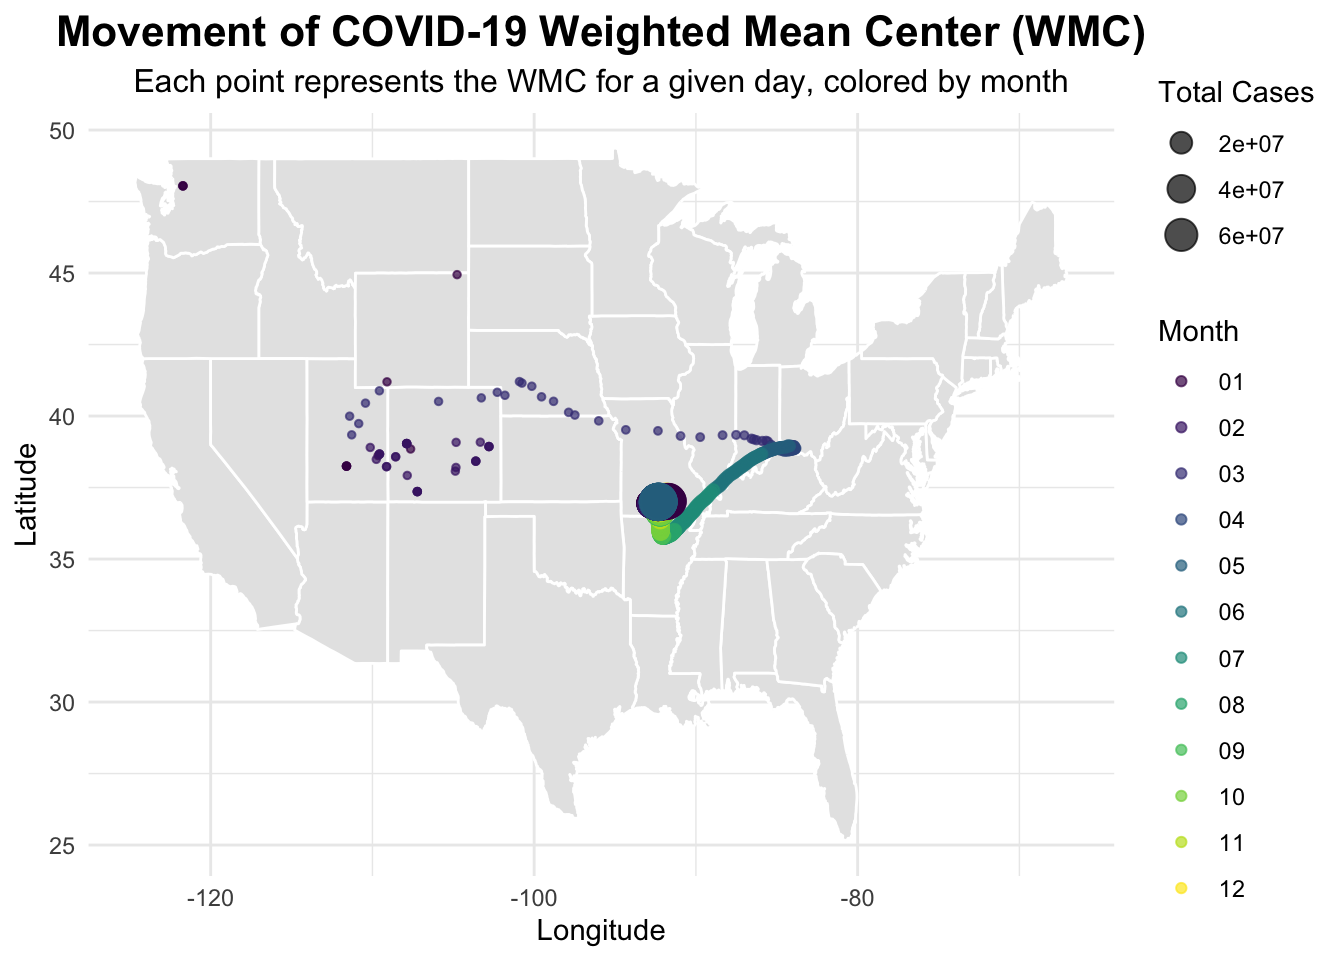 Movement of COVID-19 Weighted Mean Center (WMC)
Each point represents the WMC for a given day, colored by month
Total Cases
2e+07
4e+07
6e+07
Month
01
02
03
04
05
06
07
08
09
10
11
12
50
45
40
35
30
25
Latitude
-120
-100
-80
Longitude